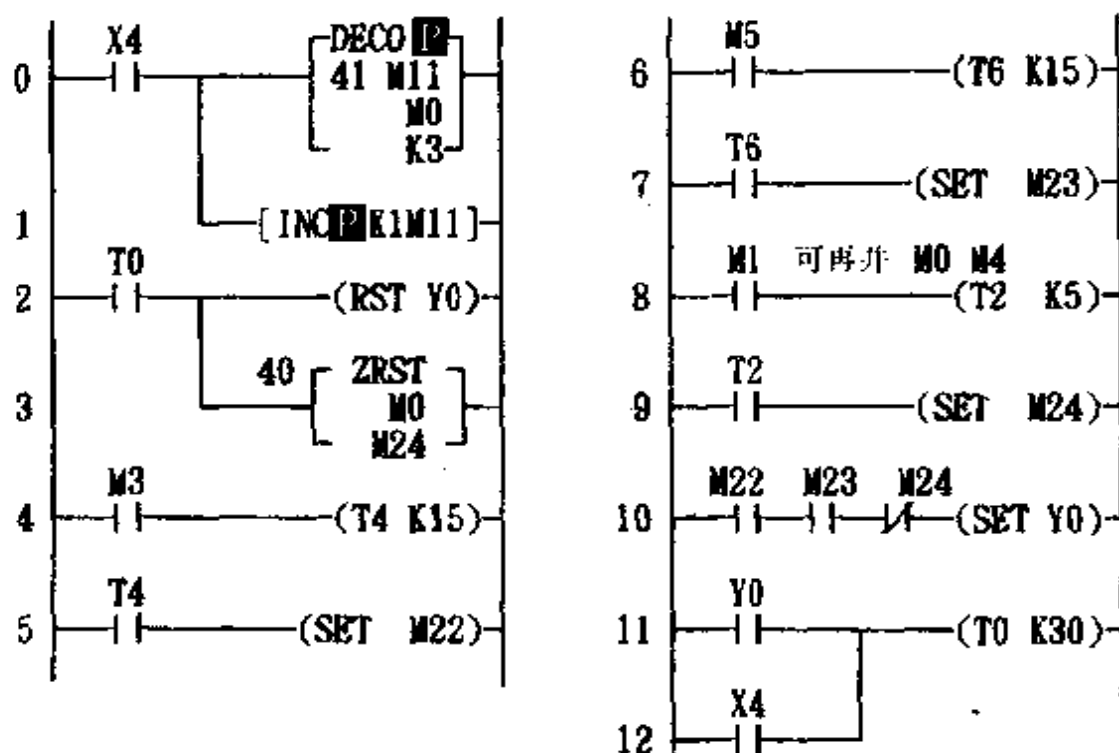 X4
0
DECO P
41 M11
M0
K3
1
[INC P K1M11]
T0
2
(RST Y0)
40 ZRST
3
M0
M24
M3
4
(T4 K15)
T4
5
(SET M22)
M5
6
(T6 K15)
T6
7
(SET M23)
M1 可再并 M0 M4
8
(T2 K5)
T2
9
(SET M24)
M22 M23 M24
10
(SET Y0)
Y0
11
(T0 K30)
X4
12